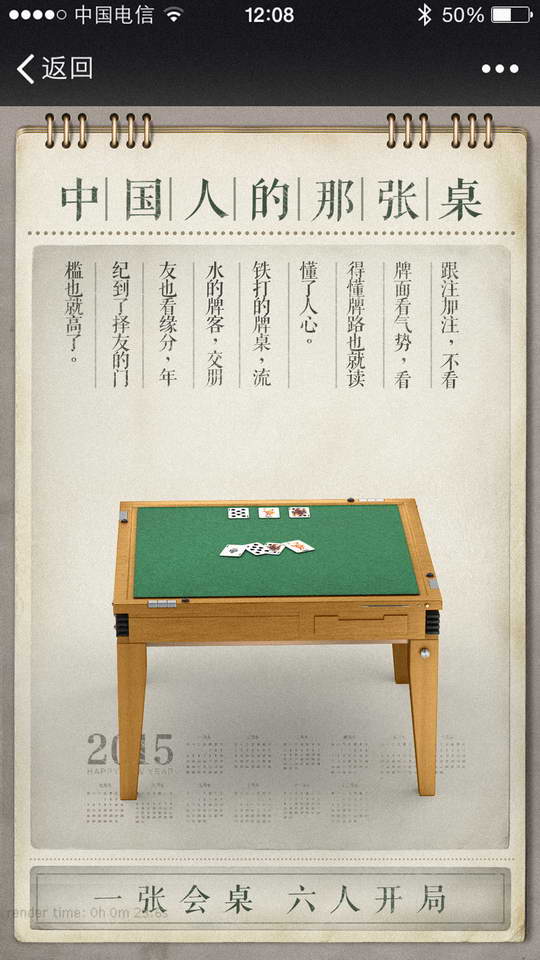 中国电信
12:08
50%
返回
中国人的那张桌
跟注加注，不看
牌面看气势，看
得懂牌路也就读
懂了人心。
铁打的牌桌，流
水的牌客，交朋
友也看缘分，年
纪到了择友的门
槛也就高了。
2015
HAPPY NEW YEAR
一张会桌 六人开局
render time: 0h 0m